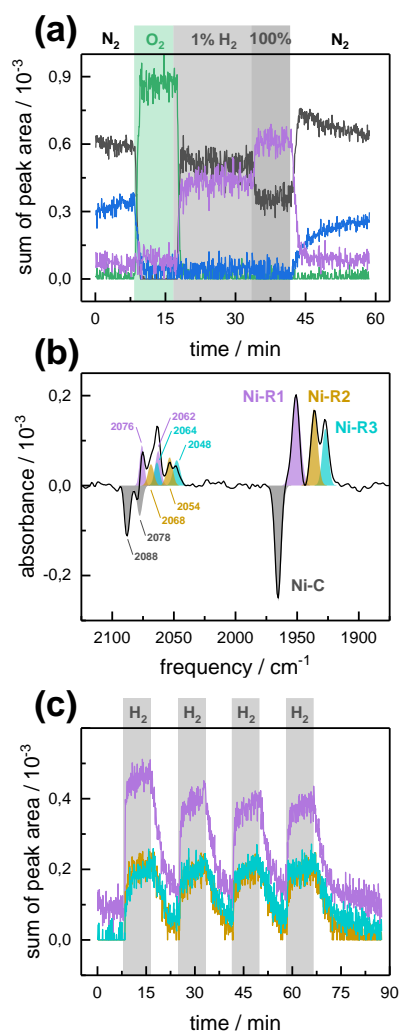 (a)
N₂ O₂ 1% H₂ 100% N₂
0,9
0,6
0,3
0,0
sum of peak area / 10⁻³
0 15 30 45 60
time / min
(b)
0,2
0,0
-0,2
absorbance / 10⁻³
Ni-R1 Ni-R2
Ni-R3
2076 2062
2064
2048
2054
2068
2078
2088
Ni-C
2100 2050 2000 1950 1900
frequency / cm⁻¹
(c)
H₂ H₂ H₂ H₂
0,4
0,2
0,0
sum of peak area / 10⁻³
0 15 30 45 60 75 90
time / min